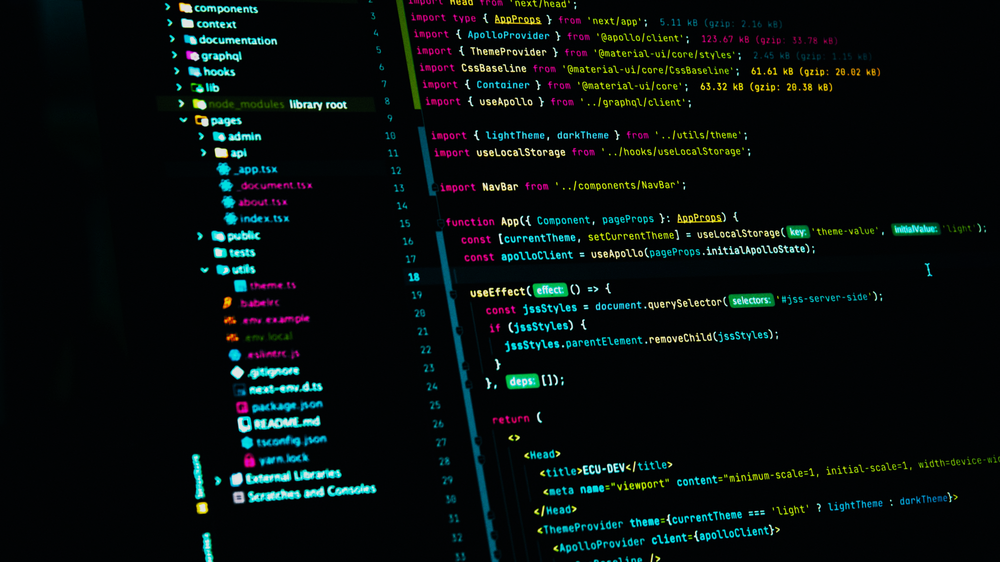 components
context
documentation
graphql
hooks
lib
node_modules library root
pages
admin
api
_app.tsx
_document.tsx
about.tsx
index.tsx
public
tests
utils
theme.ts
.babelrc
.env.example
.env.local
.eslintrc.js
.gitignore
next-env.d.ts
package.json
README.md
tsconfig.json
yarn.lock
External Libraries
Scratches and Consoles
2 import Head from 'next/head';
3 import type { AppProps } from 'next/app'; 5.11 kB (gzip: 2.16 kB)
4 import { ApolloProvider } from '@apollo/client'; 123.67 kB (gzip: 33.78 kB)
5 import { ThemeProvider } from '@material-ui/core/styles'; 2.45 kB (gzip: 1.15 kB)
6 import CssBaseline from '@material-ui/core/CssBaseline'; 61.61 kB (gzip: 20.02 kB)
7 import { Container } from '@material-ui/core'; 63.32 kB (gzip: 20.38 kB)
8 import { useApollo } from '../graphql/client';
9
10 import { lightTheme, darkTheme } from '../utils/theme';
11 import useLocalStorage from '../hooks/useLocalStorage';
12
13 import NavBar from '../components/NavBar';
14
15 function App({ Component, pageProps }: AppProps) {
16 const [currentTheme, setCurrentTheme] = useLocalStorage( key: 'theme-value', initialValue: 'light');
17 const apolloClient = useApollo(pageProps.initialApolloState);
18
19 useEffect( effect: () => {
20 const jssStyles = document.querySelector( selectors: '#jss-server-side');
21 if (jssStyles) {
22 jssStyles.parentElement.removeChild(jssStyles);
23 }
24 }, deps: []);
25
26 return (
27 <>
28 <Head>
29 <title>ECU-DEV</title>
30 <meta name="viewport" content="minimum-scale=1, initial-scale=1, width=device-wid
31 </Head>
32 <ThemeProvider theme={currentTheme === 'light' ? lightTheme : darkTheme}>
33 <ApolloProvider client={apolloClient}>